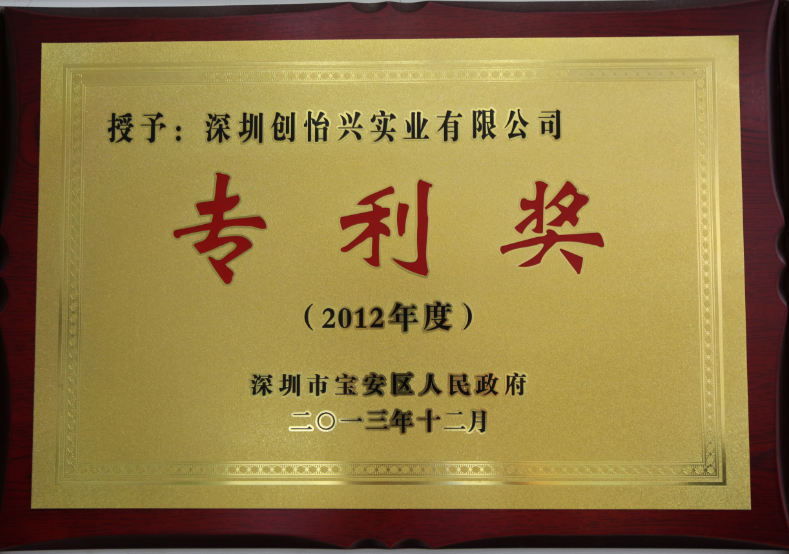 授予：深圳创怡兴实业有限公司
专利奖
（2012年度）
深圳市宝安区人民政府
二〇一三年十二月